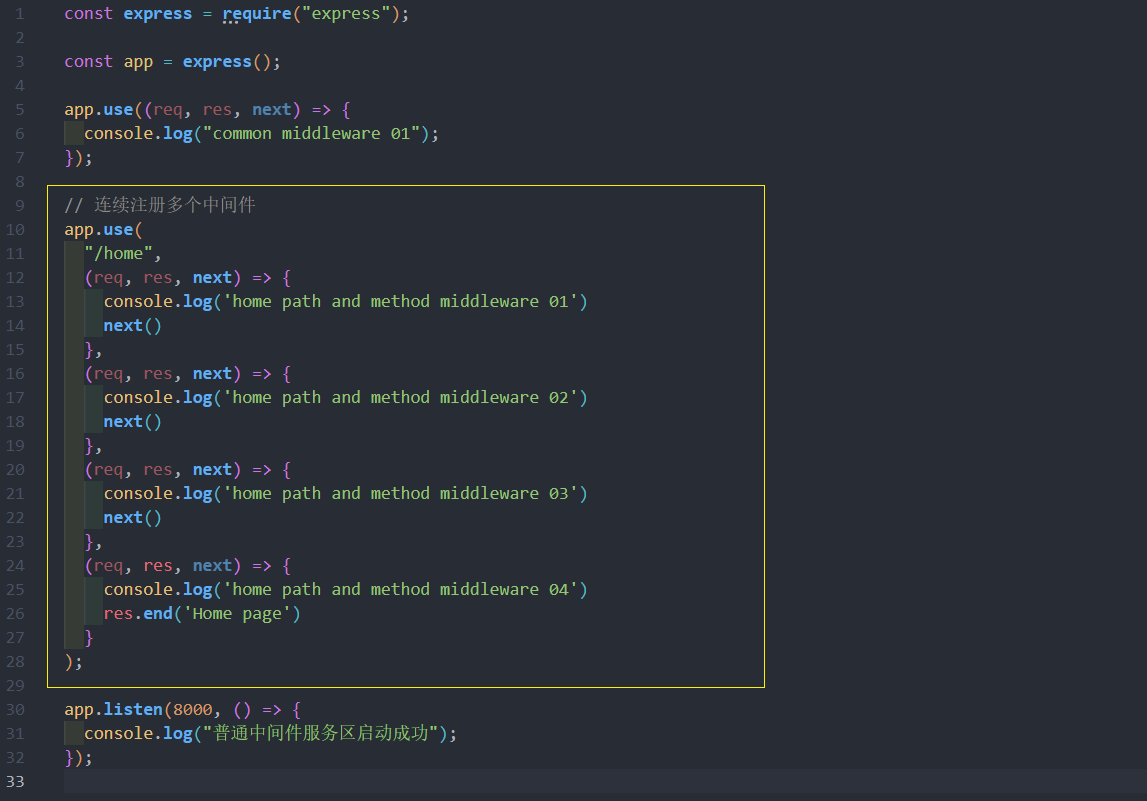 1 const express = require("express");
2
3 const app = express();
4
5 app.use((req, res, next) => {
6   console.log("common middleware 01");
7 });
8
9 // 连续注册多个中间件
10 app.use(
11   "/home",
12   (req, res, next) => {
13     console.log('home path and method middleware 01')
14     next()
15   },
16   (req, res, next) => {
17     console.log('home path and method middleware 02')
18     next()
19   },
20   (req, res, next) => {
21     console.log('home path and method middleware 03')
22     next()
23   },
24   (req, res, next) => {
25     console.log('home path and method middleware 04')
26     res.end('Home page')
27   }
28 );
29
30 app.listen(8000, () => {
31   console.log("普通中间件服务区启动成功");
32 });
33